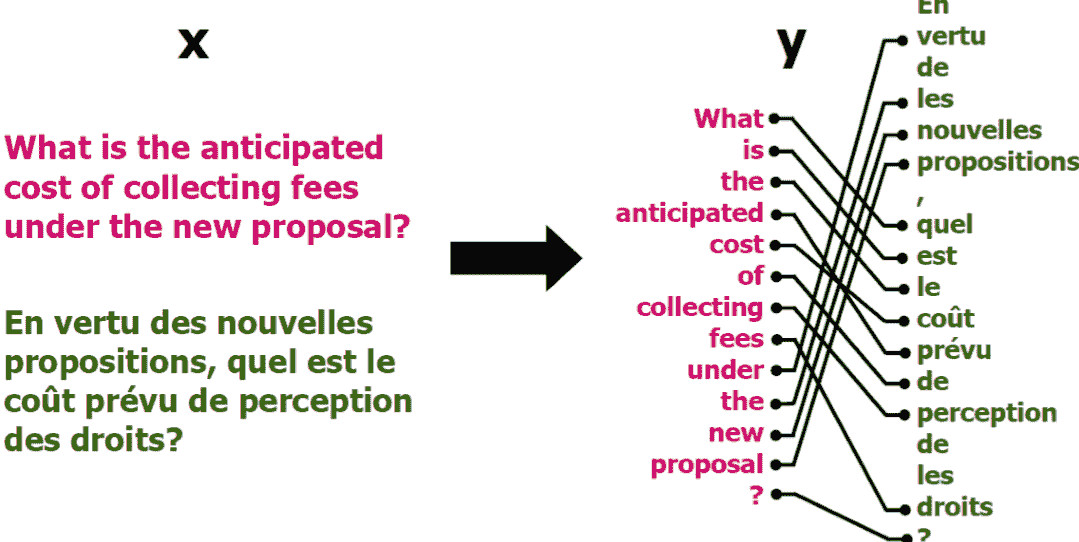 x
What is the anticipated
cost of collecting fees
under the new proposal?
En vertu des nouvelles
propositions, quel est le
coût prévu de perception
des droits?
y
What
is
the
anticipated
cost
of
collecting
fees
under
the
new
proposal
?
En
vertu
de
les
nouvelles
propositions
,
quel
est
le
coût
prévu
de
perception
de
les
droits
?